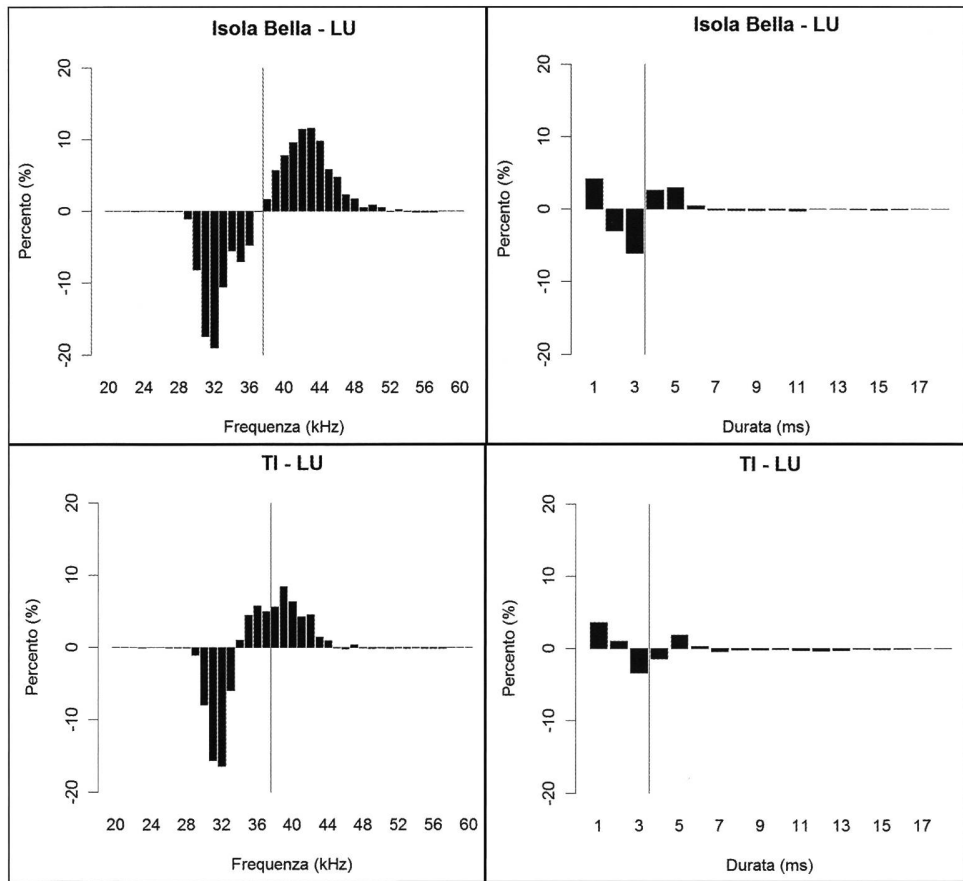 Isola Bella - LU
Percento (%)
20
10
0
-10
-20
20 24 28 32 36 40 44 48 52 56 60
Frequenza (kHz)
Isola Bella - LU
Percento (%)
20
10
0
-10
-20
1 3 5 7 9 11 13 15 17
Durata (ms)
TI - LU
Percento (%)
20
10
0
-10
-20
20 24 28 32 36 40 44 48 52 56 60
Frequenza (kHz)
TI - LU
Percento (%)
20
10
0
-10
-20
1 3 5 7 9 11 13 15 17
Durata (ms)